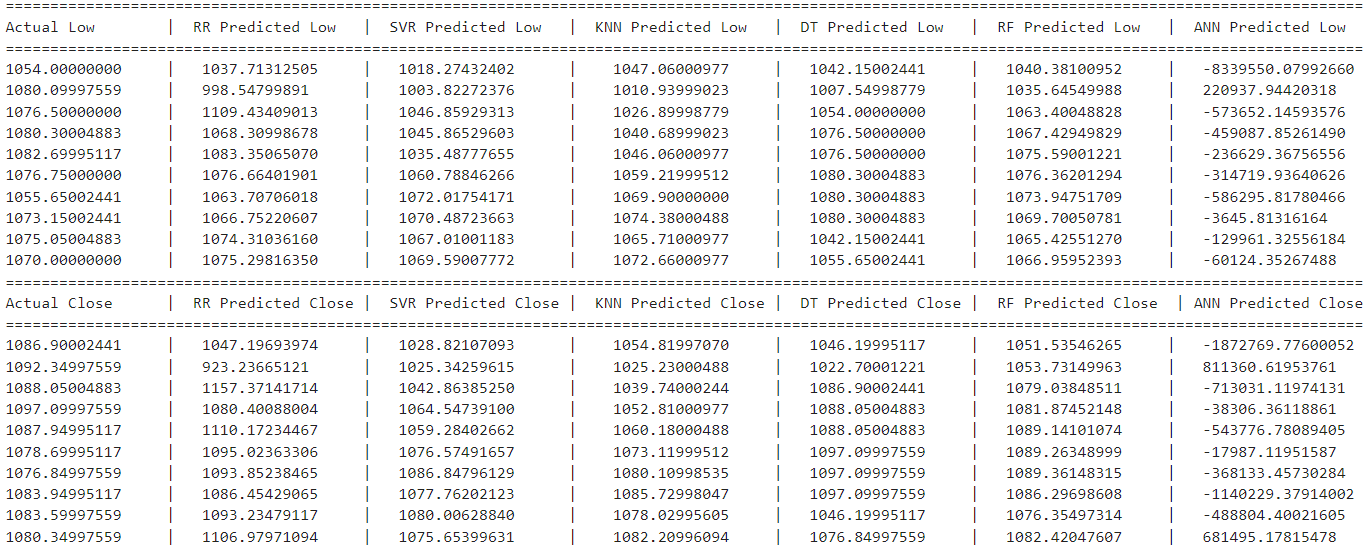 ==========================================================================================================================================================
Actual Low | RR Predicted Low | SVR Predicted Low | KNN Predicted Low | DT Predicted Low | RF Predicted Low | ANN Predicted Low
==========================================================================================================================================================
1054.00000000 | 1037.71312505 | 1018.27432402 | 1047.06000977 | 1042.15002441 | 1040.38100952 | -8339550.07992660
1080.09997559 | 998.54799891 | 1003.82272376 | 1010.93999023 | 1007.54998779 | 1035.64549988 | 220937.94420318
1076.50000000 | 1109.43409013 | 1046.85929313 | 1026.89998779 | 1054.00000000 | 1063.40048828 | -573652.14593576
1080.30004883 | 1068.30998678 | 1045.86529603 | 1040.68999023 | 1076.50000000 | 1067.42949829 | -459087.85261490
1082.69995117 | 1083.35065070 | 1035.48777655 | 1046.06000977 | 1076.50000000 | 1075.59001221 | -236629.36756556
1076.75000000 | 1076.66401901 | 1060.78846266 | 1059.21999512 | 1080.30004883 | 1076.36201294 | -314719.93640626
1055.65002441 | 1063.70706018 | 1072.01754171 | 1069.90000000 | 1080.30004883 | 1073.94751709 | -586295.81780466
1073.15002441 | 1066.75220607 | 1070.48723663 | 1074.38000488 | 1080.30004883 | 1069.70050781 | -3645.81316164
1075.05004883 | 1074.31036160 | 1067.01001183 | 1065.71000977 | 1042.15002441 | 1065.42551270 | -129961.32556184
1070.00000000 | 1075.29816350 | 1069.59007772 | 1072.66000977 | 1055.65002441 | 1066.95952393 | -60124.35267488
==========================================================================================================================================================
Actual Close | RR Predicted Close | SVR Predicted Close | KNN Predicted Close | DT Predicted Close | RF Predicted Close | ANN Predicted Close
==========================================================================================================================================================
1086.90002441 | 1047.19693974 | 1028.82107093 | 1054.81997070 | 1046.19995117 | 1051.53546265 | -1872769.77600052
1092.34997559 | 923.23665121 | 1025.34259615 | 1025.23000488 | 1022.70001221 | 1053.73149963 | 811360.61953761
1088.05004883 | 1157.37141714 | 1042.86385250 | 1039.74000244 | 1086.90002441 | 1079.03848511 | -713031.11974131
1097.09997559 | 1080.40088004 | 1064.54739100 | 1052.81000977 | 1088.05004883 | 1081.87452148 | -38306.36118861
1087.94995117 | 1110.17234467 | 1059.28402662 | 1060.18000488 | 1088.05004883 | 1089.14101074 | -543776.78089405
1078.69995117 | 1095.02363306 | 1076.57491657 | 1073.11999512 | 1097.09997559 | 1089.26348999 | -17987.11951587
1076.84997559 | 1093.85238465 | 1086.84796129 | 1080.10998535 | 1097.09997559 | 1089.36148315 | -368133.45730284
1083.94995117 | 1086.45429065 | 1077.76202123 | 1085.72998047 | 1097.09997559 | 1086.29698608 | -1140229.37914002
1083.59997559 | 1093.23479117 | 1080.00628840 | 1078.02995605 | 1046.19995117 | 1076.35497314 | -488804.40021605
1080.34997559 | 1106.97971094 | 1075.65399631 | 1082.20996094 | 1076.84997559 | 1082.42047607 | 681495.17815478